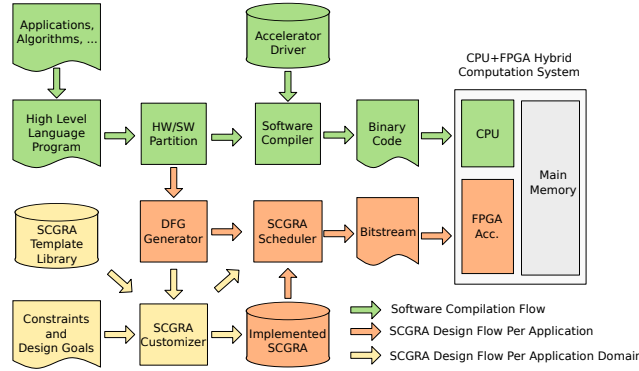 Applications,
Algorithms, ...
Accelerator
Driver
CPU+FPGA Hybrid
Computation System
High Level
Language
Program
HW/SW
Partition
Software
Compiler
Binary
Code
CPU
Main
Memory
SCGRA
Template
Library
DFG
Generator
SCGRA
Scheduler
Bitstream
FPGA
Acc.
Constraints
and
Design Goals
SCGRA
Customizer
Implemented
SCGRA
Software Compilation Flow
SCGRA Design Flow Per Application
SCGRA Design Flow Per Application Domain